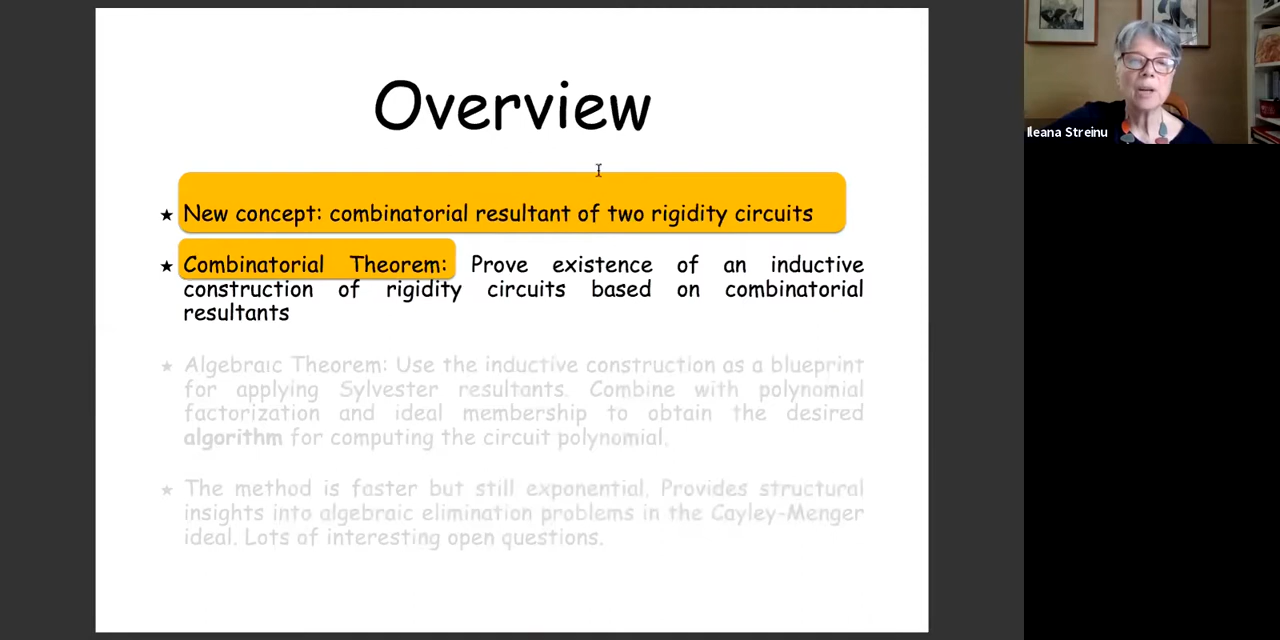 Overview
★ New concept: combinatorial resultant of two rigidity circuits
★ Combinatorial Theorem: Prove existence of an inductive
construction of rigidity circuits based on combinatorial
resultants
★ Algebraic Theorem: Use the inductive construction as a blueprint
for applying Sylvester resultants. Combine with polynomial
factorization and ideal membership to obtain the desired
algorithm for computing the circuit polynomial.
★ The method is faster but still exponential. Provides structural
insights into algebraic elimination problems in the Cayley-Menger
ideal. Lots of interesting open questions.
Ileana Streinu